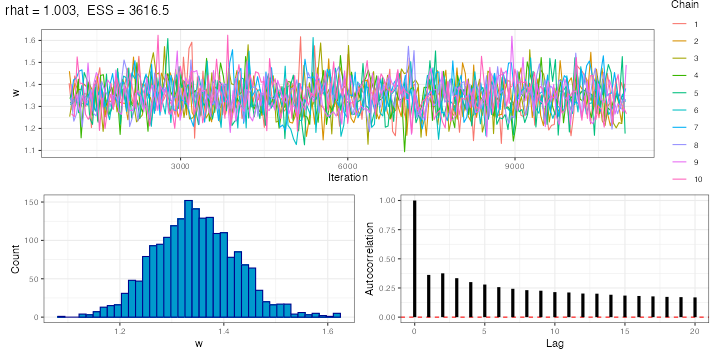 rhat = 1.003, ESS = 3616.5
Chain
1
2
3
4
5
6
7
8
9
10
w
1.6
1.5
1.4
1.3
1.2
1.1
3000 6000 9000
Iteration
Count
150
100
50
0
1.2 1.4 1.6
w
Autocorrelation
1.00
0.75
0.50
0.25
0.00
0 5 10 15 20
Lag